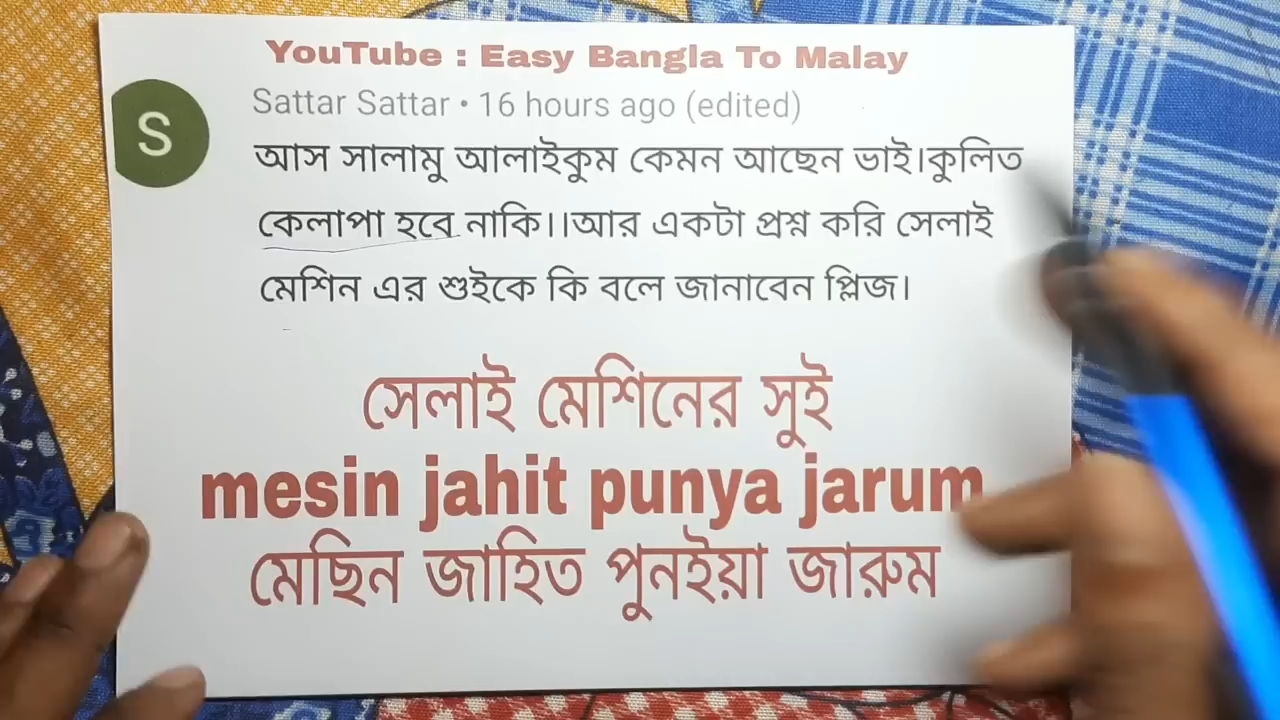 YouTube : Easy Bangla To Malay
S
Sattar Sattar • 16 hours ago (edited)
আস সালামু আলাইকুম কেমন আছেন ভাই।কুলিত
কেলাপা হবে নাকি।।আর একটা প্রশ্ন করি সেলাই
মেশিন এর শুইকে কি বলে জানাবেন প্লিজ।
সেলাই মেশিনের সুই
mesin jahit punya jarum
মেছিন জাহিত পুনইয়া জারুম